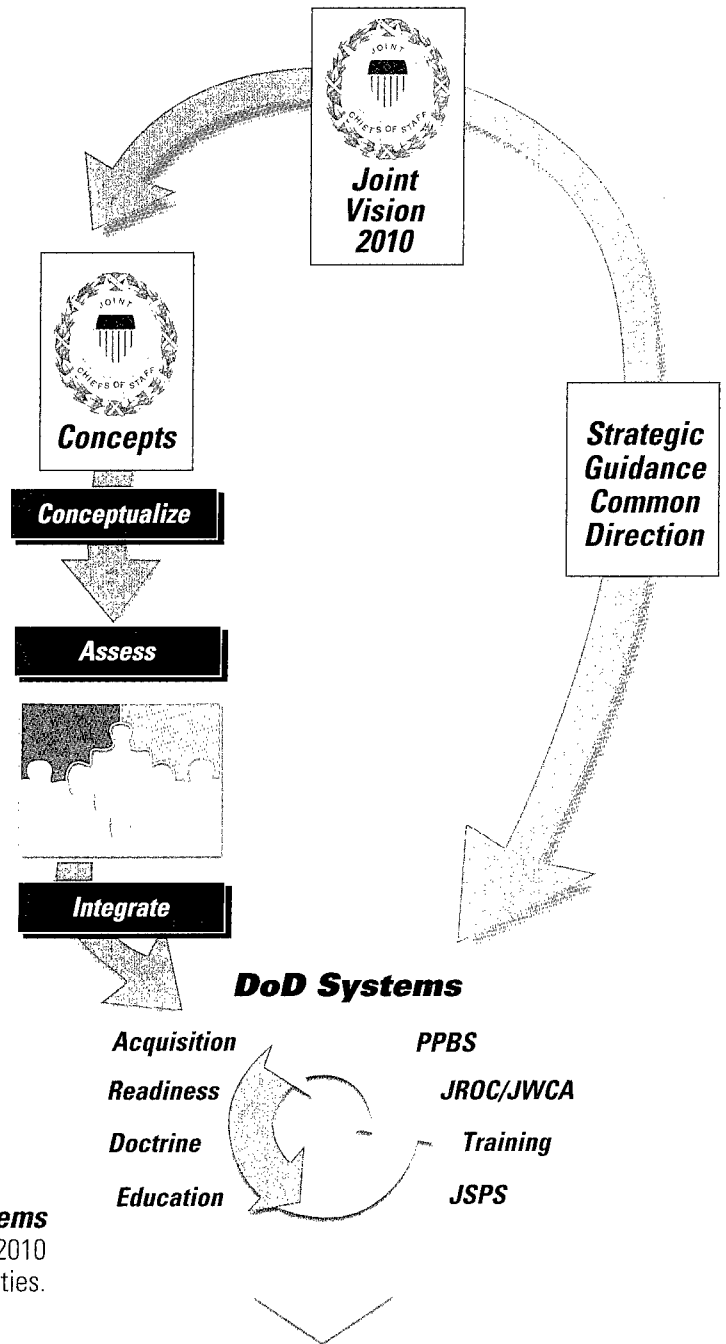 JOINT
CHIEFS OF STAFF
Joint
Vision
2010
JOINT
CHIEFS OF STAFF
Concepts
Conceptualize
Assess
Integrate
Strategic
Guidance
Common
Direction
DoD Systems
Acquisition
Readiness
Doctrine
Education
PPBS
JROC/JWCA
Training
JSPS
ems
2010
ties.